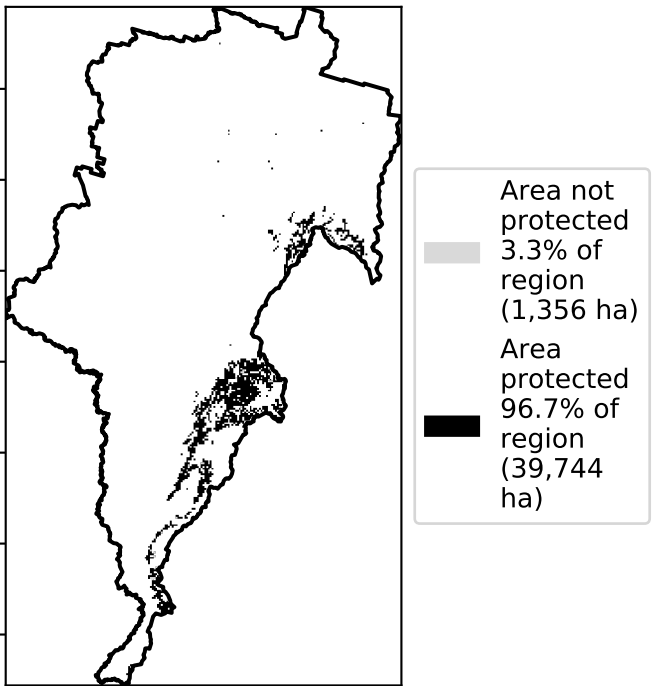 Area not
protected
3.3% of
region
(1,356 ha)
Area
protected
96.7% of
region
(39,744
ha)